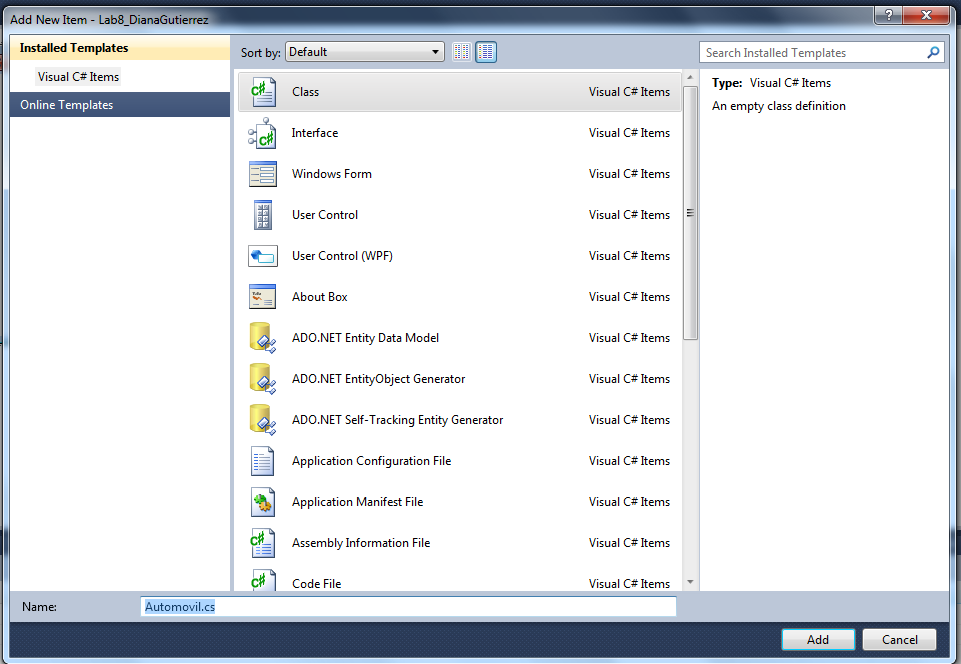 Add New Item - Lab8_DianaGutierrez
?
Installed Templates
Visual C# Items
Online Templates
Sort by: Default
Search Installed Templates
Class Visual C# Items
Interface Visual C# Items
Windows Form Visual C# Items
User Control Visual C# Items
User Control (WPF) Visual C# Items
About Box Visual C# Items
ADO.NET Entity Data Model Visual C# Items
ADO.NET EntityObject Generator Visual C# Items
ADO.NET Self-Tracking Entity Generator Visual C# Items
Application Configuration File Visual C# Items
Application Manifest File Visual C# Items
Assembly Information File Visual C# Items
Code File Visual C# Items
Type: Visual C# Items
An empty class definition
Name: Automovil.cs
Add Cancel